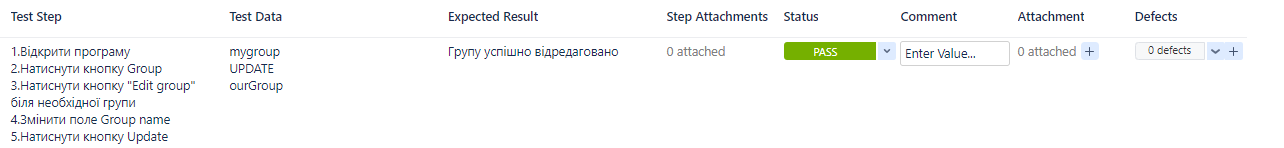 Test Step Test Data Expected Result Step Attachments Status Comment Attachment Defects
1.Відкрити програму mygroup Групу успішно відредаговано 0 attached PASS Enter Value... 0 attached 0 defects
2.Натиснути кнопку Group UPDATE
3.Натиснути кнопку "Edit group" ourGroup
біля необхідної групи
4.Змінити поле Group name
5.Натиснути кнопку Update